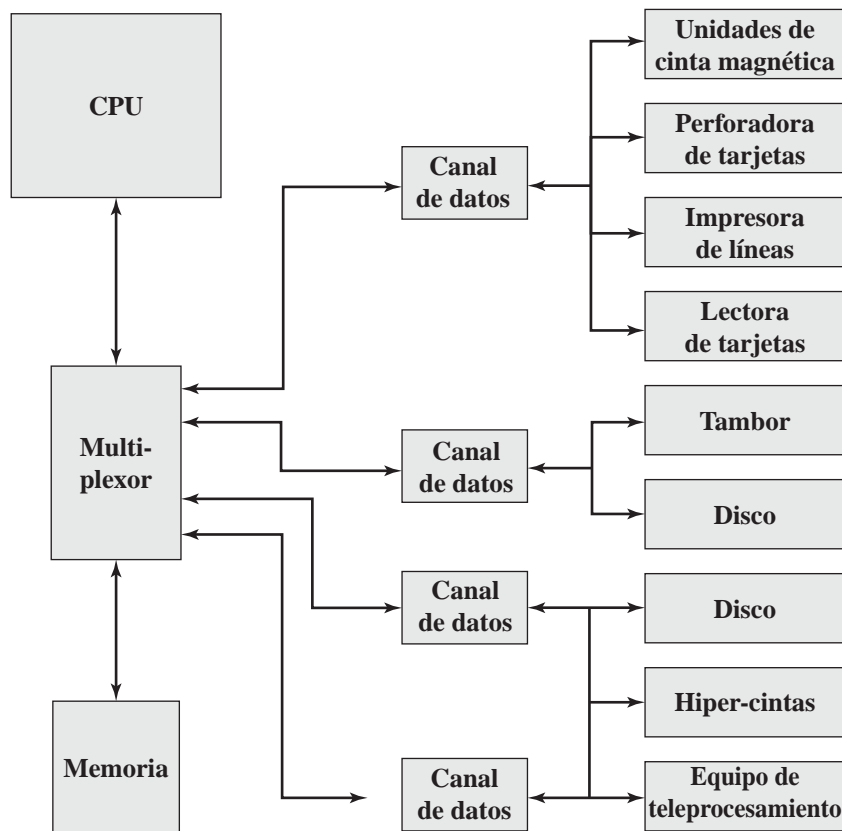 CPU
Multi-
plexor
Memoria
Canal
de datos
Canal
de datos
Canal
de datos
Canal
de datos
Unidades de
cinta magnética
Perforadora
de tarjetas
Impresora
de líneas
Lectora
de tarjetas
Tambor
Disco
Disco
Hiper-cintas
Equipo de
teleprocesamiento